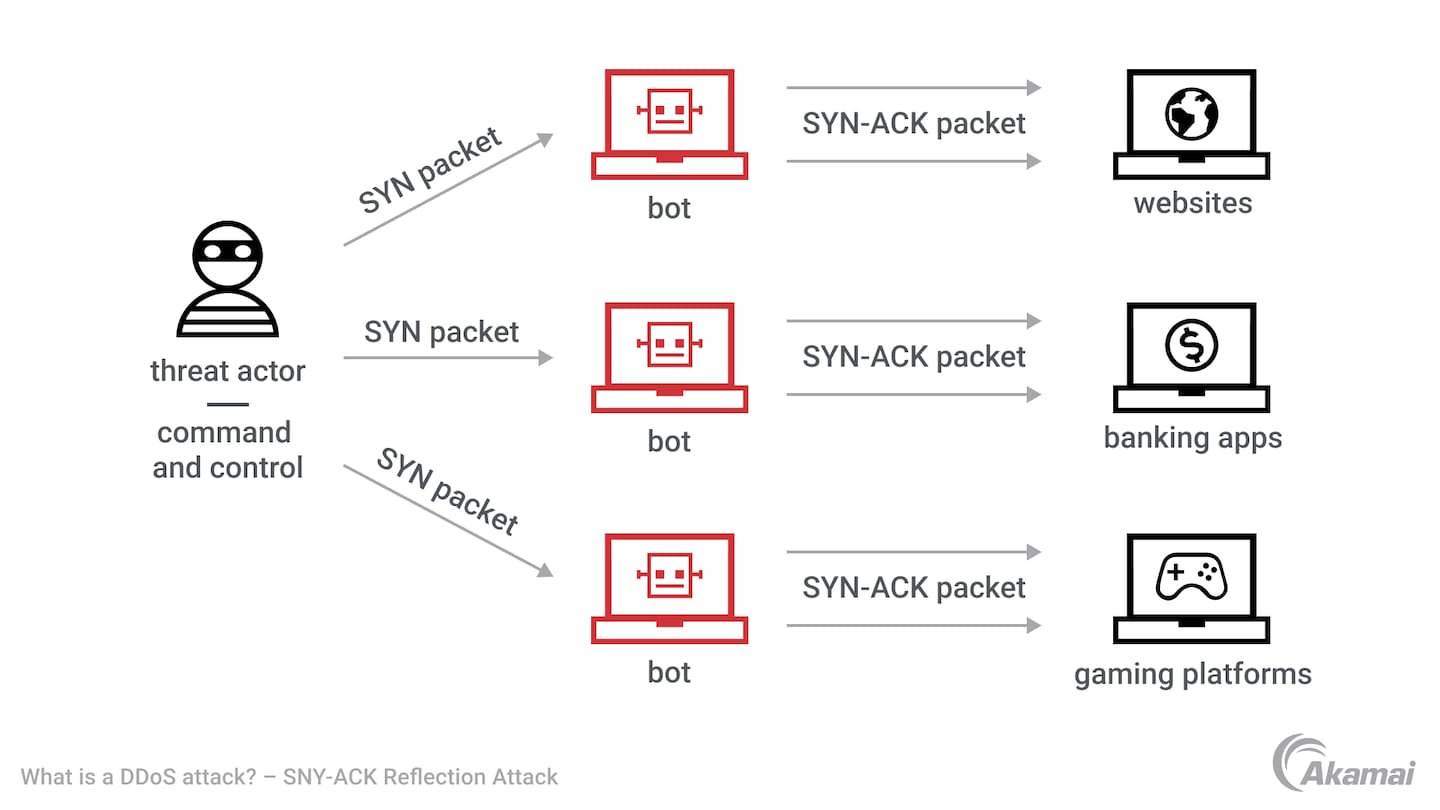 SYN packet
bot
SYN-ACK packet
websites
threat actor
command
and control
SYN packet
bot
SYN-ACK packet
banking apps
SYN packet
bot
SYN-ACK packet
gaming platforms
What is a DDoS attack? – SNY-ACK Reflection Attack
Akamai